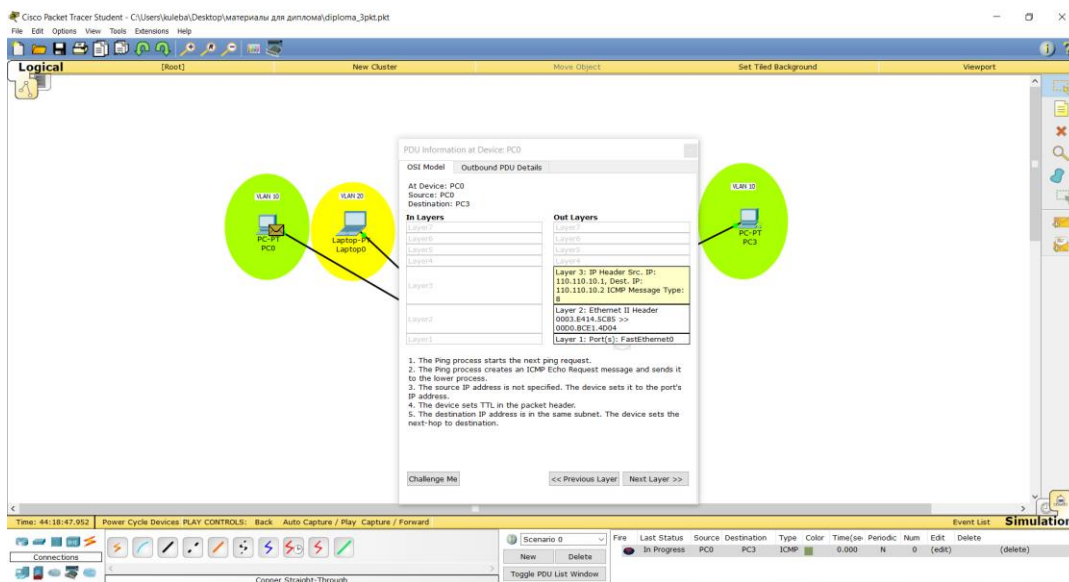 Cisco Packet Tracer Student - C:\Users\kuleba\Desktop\материалы для диплома\diploma_3pkt.pkt
File Edit Options View Tools Extensions Help
Logical [Root] New Cluster Move Object Set Tiled Background Viewport
VLAN 10
PC-PT
PC0
VLAN 20
Laptop-PT
Laptop0
PDU Information at Device: PC0
OSI Model Outbound PDU Details
At Device: PC0
Source: PC0
Destination: PC3
In Layers Out Layers
Layer7 Layer7
Layer6 Layer6
Layer5 Layer5
Layer4 Layer4
Layer3
Layer 3: IP Header Src. IP:
110.110.10.1, Dest. IP:
110.110.10.2 ICMP Message Type:
8
Layer2
Layer 2: Ethernet II Header
0003.E414.5C85 >>
00D0.BCE1.4D04
Layer1 Layer 1: Port(s): FastEthernet0
1. The Ping process starts the next ping request.
2. The Ping process creates an ICMP Echo Request message and sends it
to the lower process.
3. The source IP address is not specified. The device sets it to the port's
IP address.
4. The device sets TTL in the packet header.
5. The destination IP address is in the same subnet. The device sets the
next-hop to destination.
Challenge Me << Previous Layer Next Layer >>
VLAN 10
PC-PT
PC3
Time: 44:18:47.952 Power Cycle Devices PLAY CONTROLS: Back Auto Capture / Play Capture / Forward Event List Simulation
Connections
Copper Straight-Through
Scenario 0
New Delete
Toggle PDU List Window
Fire Last Status Source Destination Type Color Time(sec Periodic Num Edit Delete
In Progress PC0 PC3 ICMP 0.000 N 0 (edit) (delete)